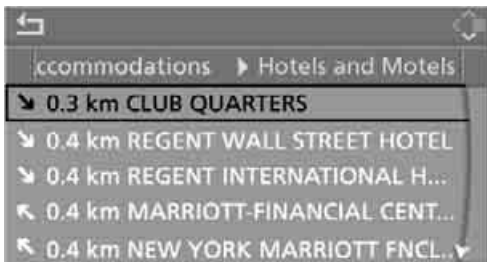 ccommodations ▶ Hotels and Motels
0.3 km CLUB QUARTERS
0.4 km REGENT WALL STREET HOTEL
0.4 km REGENT INTERNATIONAL H...
0.4 km MARRIOTT-FINANCIAL CENT...
0.4 km NEW YORK MARRIOTT FNCL..